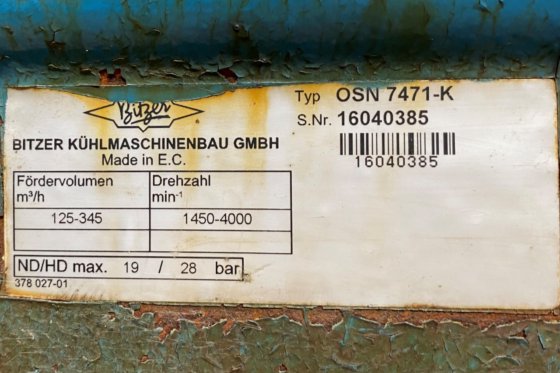 Bitzer
BITZER KÜHLMASCHINENBAU GMBH
Made in E.C.
Typ OSN 7471-K
S.Nr. 16040385
16040385
Fördervolumen m³/h
Drehzahl min-1
125-345
1450-4000
ND/HD max. 19 / 28 bar
378 027-01